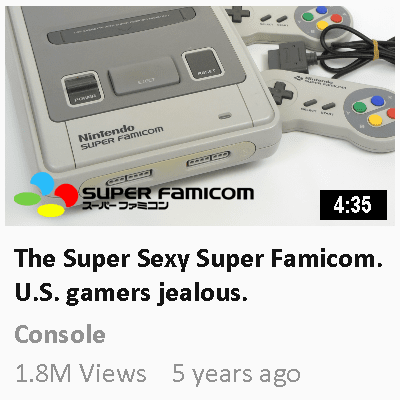 POWER
EJECT
RESET
Nintendo
SUPER FAMICOM
SUPER FAMICOM
スーパーファミコン
4:35
The Super Sexy Super Famicom.
U.S. gamers jealous.
Console
1.8M Views 5 years ago